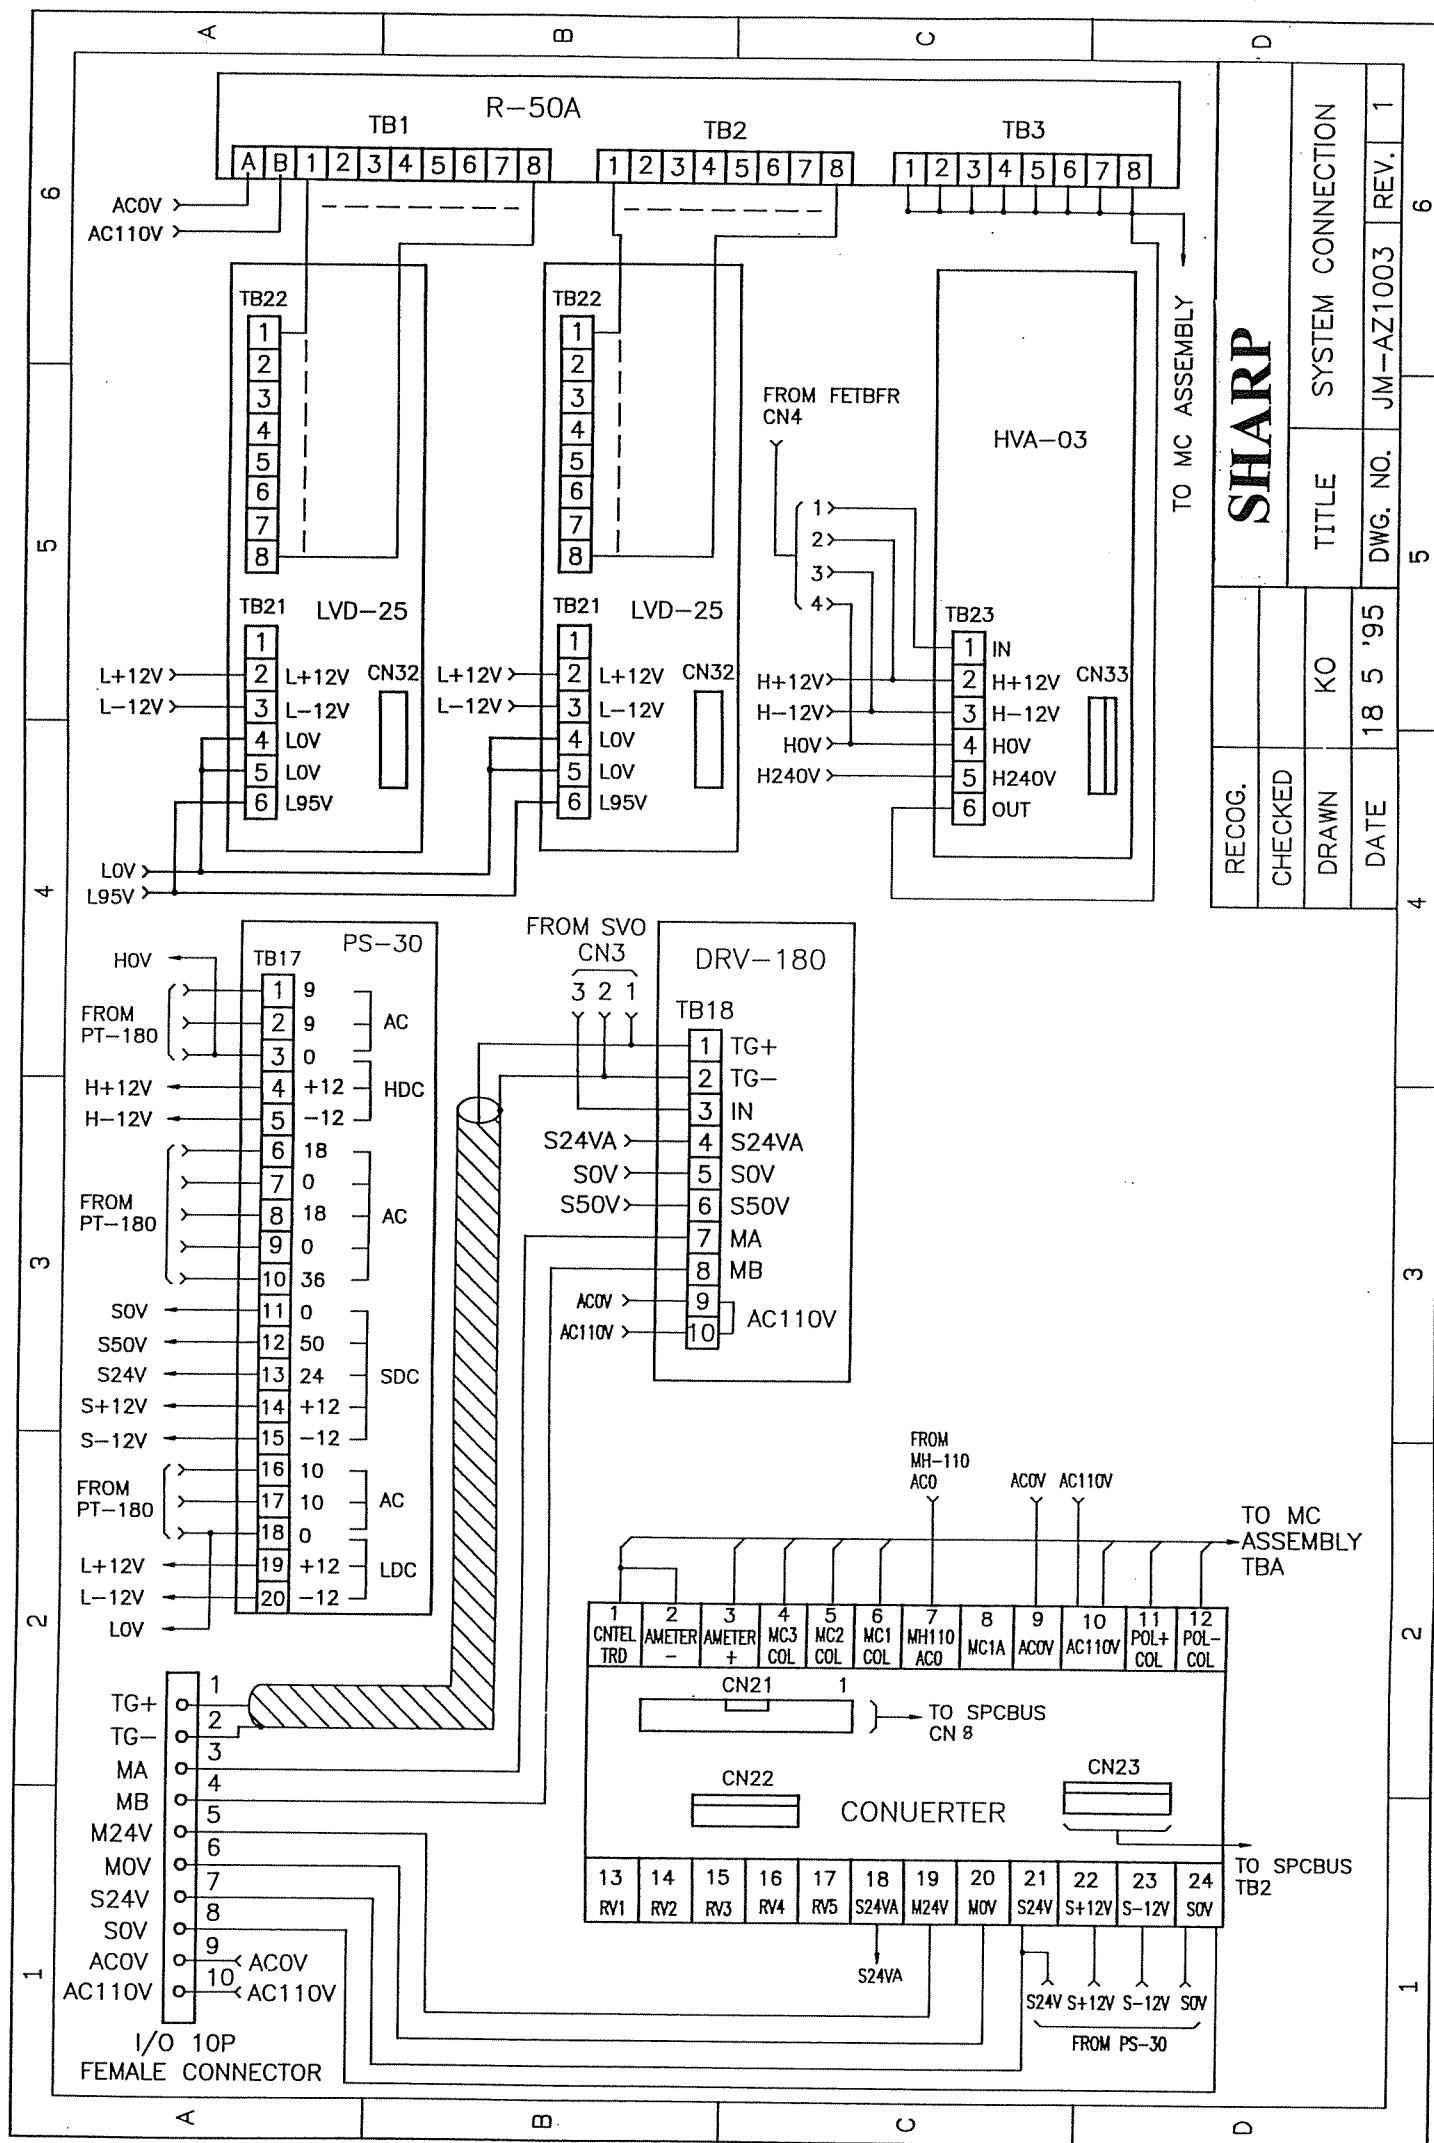 A
B
C
D
6
5
4
3
2
1
R-50A
TB1
TB2
TB3
A B 1 2 3 4 5 6 7 8
1 2 3 4 5 6 7 8
1 2 3 4 5 6 7 8
AC0V
AC110V
TB22
1
2
3
4
5
6
7
8
TB21
LVD-25
1
2 L+12V
3 L-12V
4 L0V
5 L0V
6 L95V
CN32
L+12V
L-12V
L0V
L95V
TB22
1
2
3
4
5
6
7
8
TB21
LVD-25
1
2 L+12V
3 L-12V
4 L0V
5 L0V
6 L95V
CN32
L+12V
L-12V
FROM FETBFR
CN4
1
2
3
4
HVA-03
TB23
1 IN
2 H+12V
3 H-12V
4 H0V
5 H240V
6 OUT
CN33
H+12V
H-12V
H0V
H240V
TO MC ASSEMBLY
SHARP
TITLE SYSTEM CONNECTION
DWG. NO. JM-AZ1003 REV. 1
RECOG.
CHECKED
DRAWN KO
DATE 18 5 '95
PS-30
TB17
H0V
FROM
PT-180
H+12V
H-12V
FROM
PT-180
S0V
S50V
S24V
S+12V
S-12V
FROM
PT-180
L+12V
L-12V
L0V
1 9
2 9
3 0
AC
4 +12
5 -12
HDC
6 18
7 0
8 18
9 0
10 36
AC
11 0
12 50
13 24
14 +12
15 -12
SDC
16 10
17 10
18 0
AC
19 +12
20 -12
LDC
FROM SVO
CN3
3 2 1
DRV-180
TB18
1 TG+
2 TG-
3 IN
4 S24VA
5 S0V
6 S50V
7 MA
8 MB
9
10
AC110V
S24VA
S0V
S50V
AC0V
AC110V
FROM
MH-110
AC0
AC0V AC110V
TO MC
ASSEMBLY
TBA
1 CNTEL TRD
2 AMETER -
3 AMETER +
4 MC3 COL
5 MC2 COL
6 MC1 COL
7 MH110 AC0
8 MC1A
9 AC0V
10 AC110V
11 POL+ COL
12 POL- COL
CN21 1
TO SPCBUS
CN 8
CN22
CN23
CONUERTER
TO SPCBUS
TB2
13 RV1
14 RV2
15 RV3
16 RV4
17 RV5
18 S24VA
19 M24V
20 M0V
21 S24V
22 S+12V
23 S-12V
24 S0V
S24VA
S24V S+12V S-12V S0V
FROM PS-30
TG+ 1
TG- 2
MA 3
MB 4
M24V 5
M0V 6
S24V 7
S0V 8
AC0V 9 AC0V
AC110V 10 AC110V
I/O 10P
FEMALE CONNECTOR
A
B
C
D
6
5
4
3
2
1